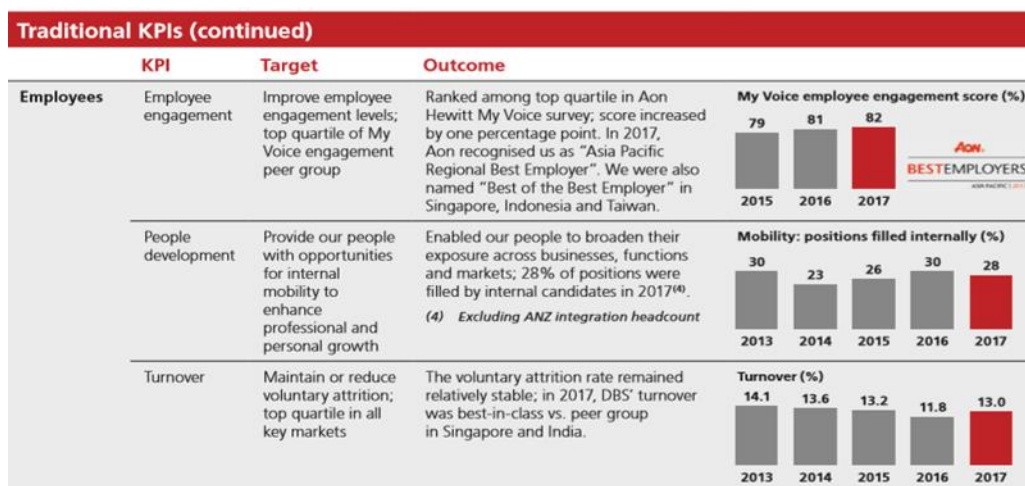 Traditional KPIs (continued)
KPI Target Outcome
Employees
Employee
engagement
Improve employee
engagement levels;
top quartile of My
Voice engagement
peer group
Ranked among top quartile in Aon
Hewitt My Voice survey; score increased
by one percentage point. In 2017,
Aon recognised us as “Asia Pacific
Regional Best Employer”. We were also
named “Best of the Best Employer” in
Singapore, Indonesia and Taiwan.
My Voice employee engagement score (%)
79 81 82
2015 2016 2017
Aon.
BESTEMPLOYERS
People
development
Provide our people
with opportunities
for internal
mobility to
enhance
professional and
personal growth
Enabled our people to broaden their
exposure across businesses, functions
and markets; 28% of positions were
filled by internal candidates in 2017(4).
(4) Excluding ANZ integration headcount
Mobility: positions filled internally (%)
30 23 26 30 28
2013 2014 2015 2016 2017
Turnover
Maintain or reduce
voluntary attrition;
top quartile in all
key markets
The voluntary attrition rate remained
relatively stable; in 2017, DBS’ turnover
was best-in-class vs. peer group
in Singapore and India.
Turnover (%)
14.1 13.6 13.2 11.8 13.0
2013 2014 2015 2016 2017